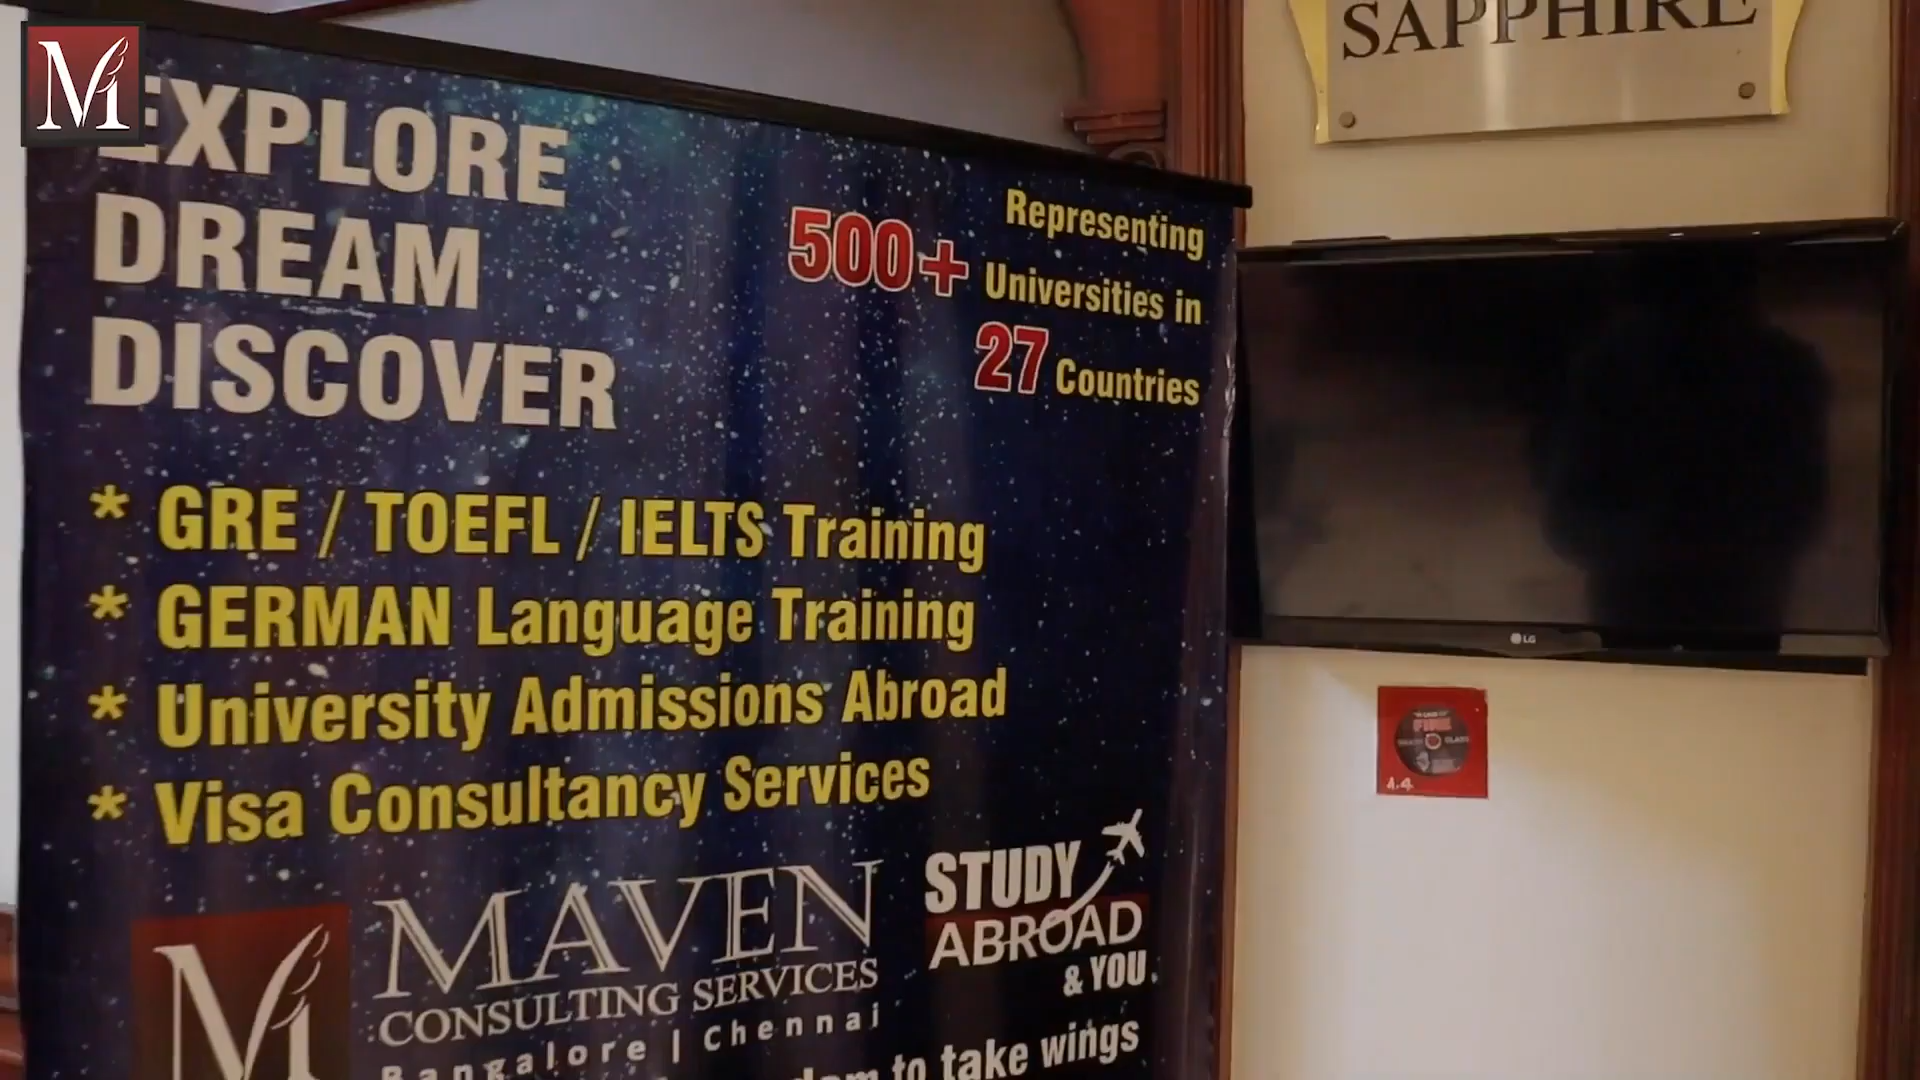 M
SAPPHIRE
EXPLORE
DREAM
DISCOVER
Representing
500+ Universities in
27 Countries
* GRE / TOEFL / IELTS Training
* GERMAN Language Training
* University Admissions Abroad
* Visa Consultancy Services
LG
FIRE
M
MAVEN
CONSULTING SERVICES
Bangalore | Chennai
STUDY
ABROAD
& YOU.
to take wings